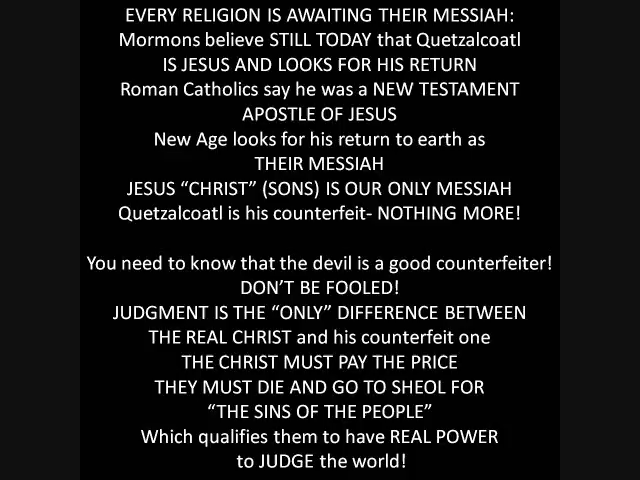 EVERY RELIGION IS AWAITING THEIR MESSIAH:
Mormons believe STILL TODAY that Quetzalcoatl
IS JESUS AND LOOKS FOR HIS RETURN
Roman Catholics say he was a NEW TESTAMENT
APOSTLE OF JESUS
New Age looks for his return to earth as
THEIR MESSIAH
JESUS “CHRIST” (SONS) IS OUR ONLY MESSIAH
Quetzalcoatl is his counterfeit- NOTHING MORE!
You need to know that the devil is a good counterfeiter!
DON’T BE FOOLED!
JUDGMENT IS THE “ONLY” DIFFERENCE BETWEEN
THE REAL CHRIST and his counterfeit one
THE CHRIST MUST PAY THE PRICE
THEY MUST DIE AND GO TO SHEOL FOR
“THE SINS OF THE PEOPLE”
Which qualifies them to have REAL POWER
to JUDGE the world!